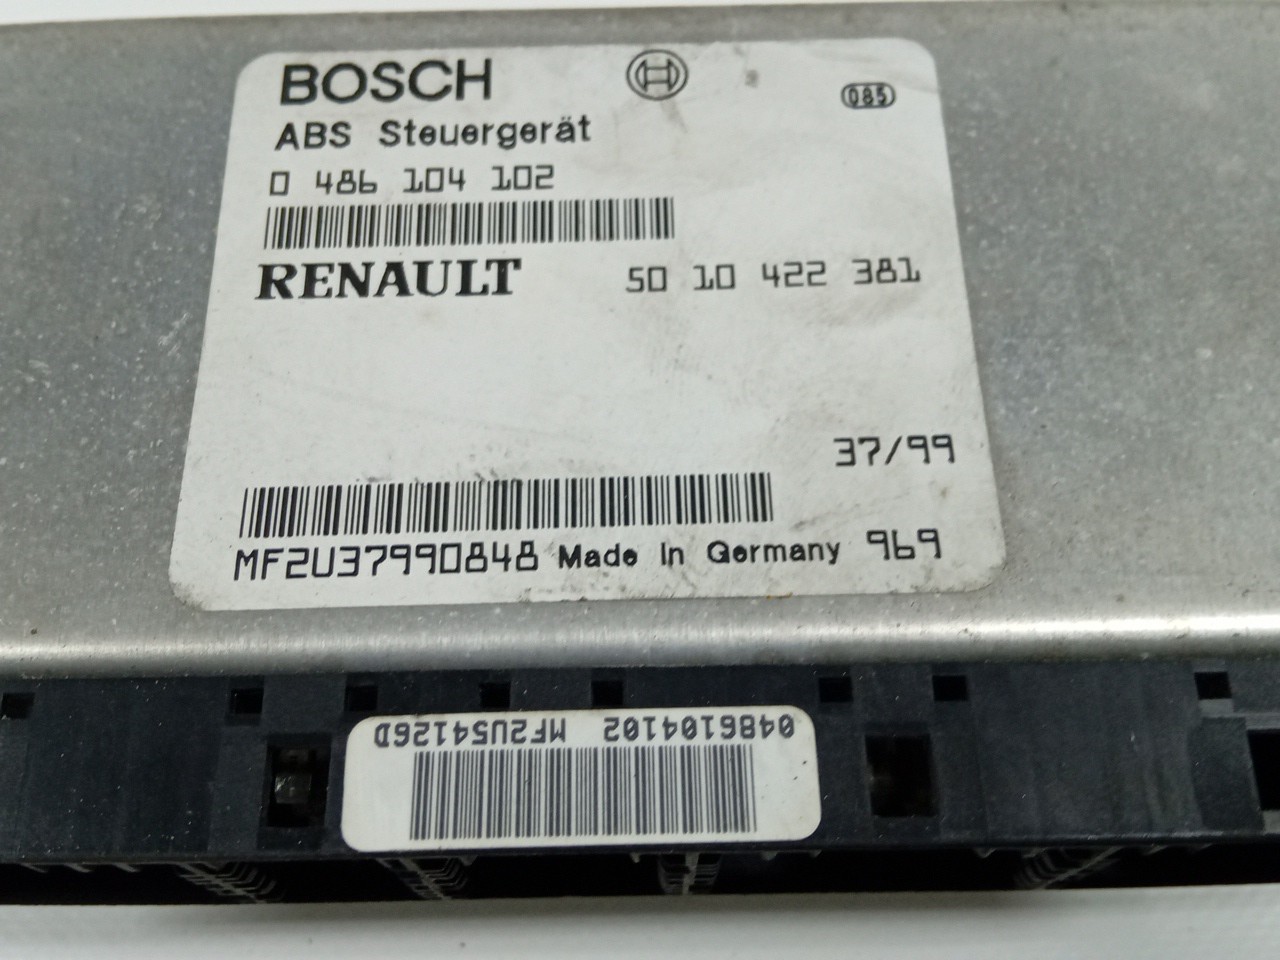 BOSCH
085
ABS Steuergerät
0 486 104 102
RENAULT 50 10 422 381
37/99
MF2U37990848 Made In Germany 969
0486104102 MF2U54126D